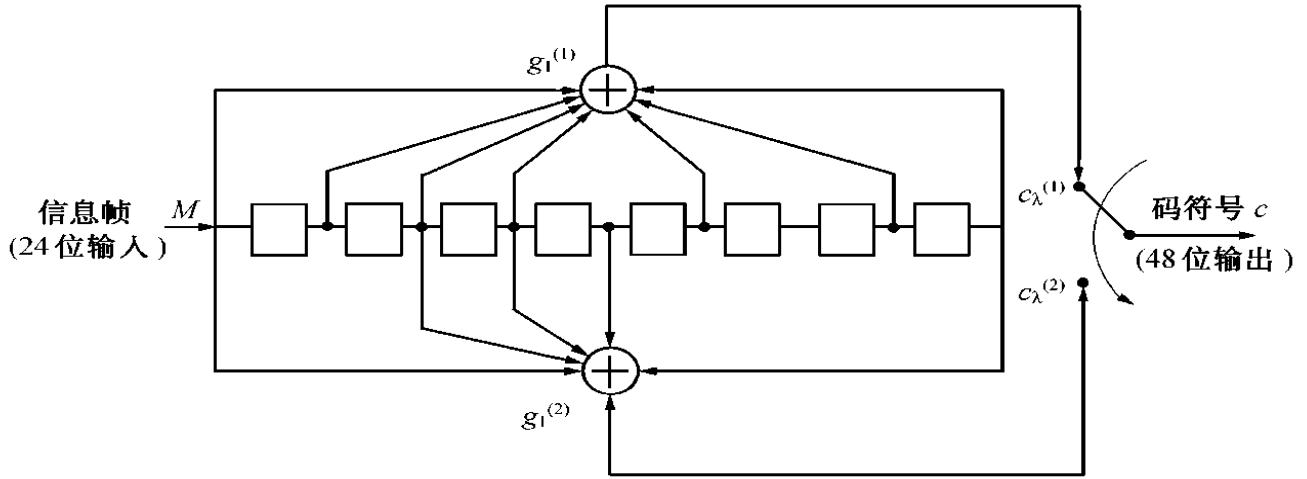 g₁⁽¹⁾
信息帧 M
(24位输入)
cλ⁽¹⁾
码符号 c
(48位输出)
cλ⁽²⁾
g₁⁽²⁾